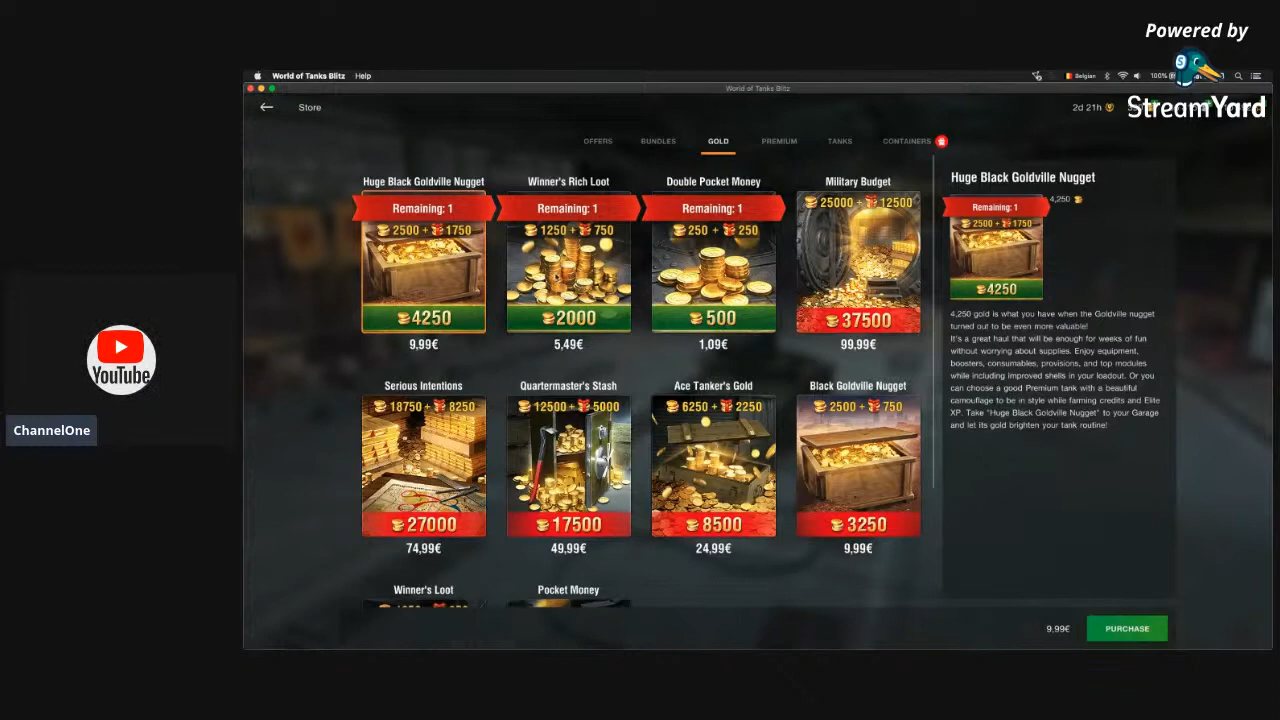 Powered by
StreamYard
World of Tanks Blitz Help
Belgian
100%
World of Tanks Blitz
Store
2d 21h
OFFERS BUNDLES GOLD PREMIUM TANKS CONTAINERS
Huge Black Goldville Nugget
Remaining: 1
2500 + 1750
4250
9,99€
Winner's Rich Loot
Remaining: 1
1250 + 750
2000
5,49€
Double Pocket Money
Remaining: 1
250 + 250
500
1,09€
Military Budget
25000 + 12500
37500
99,99€
Serious Intentions
18750 + 8250
27000
74,99€
Quartermaster's Stash
12500 + 5000
17500
49,99€
Ace Tanker's Gold
6250 + 2250
8500
24,99€
Black Goldville Nugget
2500 + 750
3250
9,99€
Winner's Loot
Pocket Money
Huge Black Goldville Nugget
4,250
Remaining: 1
2500 + 1750
4250
4,250 gold is what you have when the Goldville nugget
turned out to be even more valuable!
It's a great haul that will be enough for weeks of fun
without worrying about supplies. Enjoy equipment,
boosters, consumables, provisions, and top modules
while including improved shells in your loadout. Or you
can choose a good Premium tank with a beautiful
camouflage to be in style while farming credits and Elite
XP. Take "Huge Black Goldville Nugget" to your Garage
and let its gold brighten your tank routine!
9,99€
PURCHASE
YouTube
ChannelOne